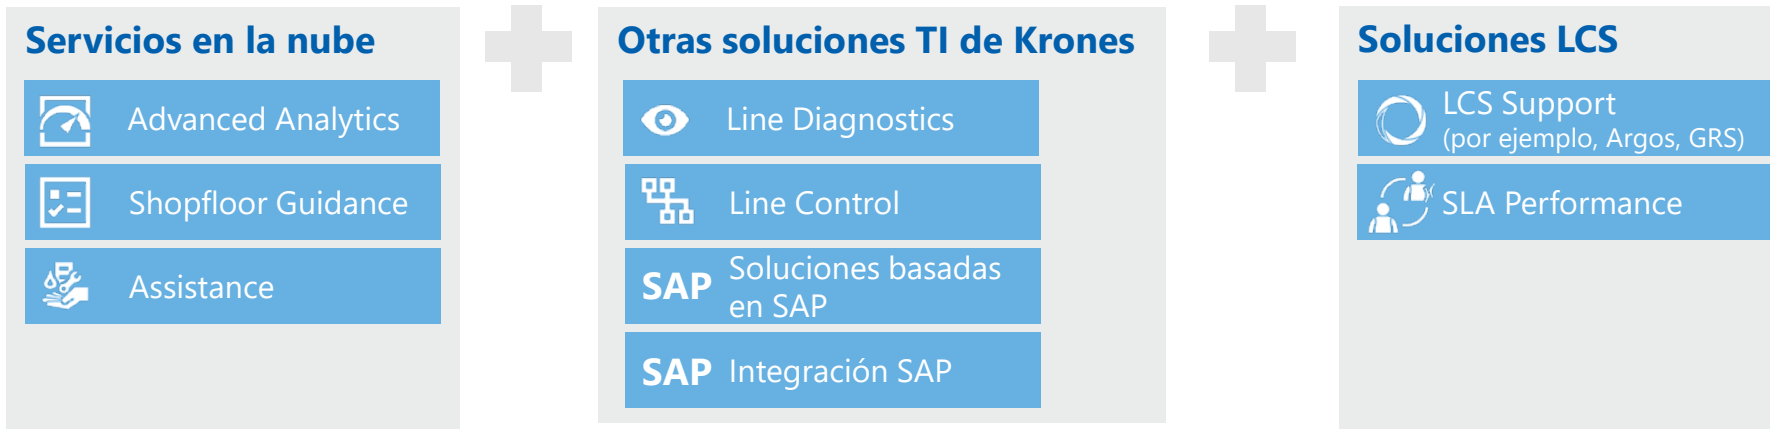 Servicios en la nube
Advanced Analytics
Shopfloor Guidance
Assistance
Otras soluciones TI de Krones
Line Diagnostics
Line Control
SAP Soluciones basadas
en SAP
SAP Integración SAP
Soluciones LCS
LCS Support
(por ejemplo, Argos, GRS)
SLA Performance